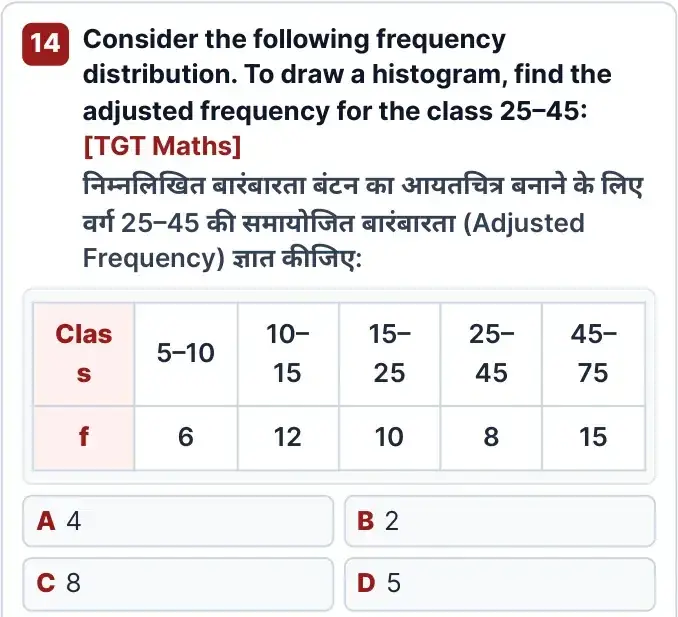 14 Consider the following frequency
distribution. To draw a histogram, find the
adjusted frequency for the class 25–45:
[TGT Maths]
निम्नलिखित बारंबारता बंटन का आयतचित्र बनाने के लिए
वर्ग 25–45 की समायोजित बारंबारता (Adjusted
Frequency) ज्ञात कीजिए:
Clas
s 5–10 10–
15 15–
25 25–
45 45–
75
f 6 12 10 8 15
A 4 B 2
C 8 D 5